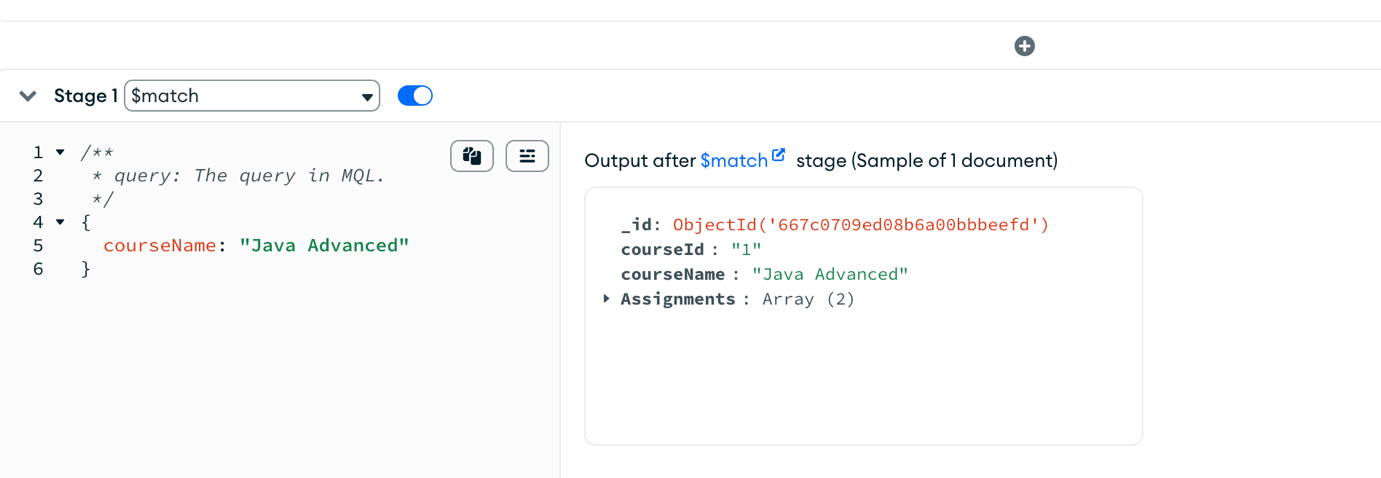 Stage 1 $match
1 /**
2 * query: The query in MQL.
3 */
4 {
5 courseName: "Java Advanced"
6 }
Output after $match stage (Sample of 1 document)
_id: ObjectId('667c0709ed08b6a00bbbeefd')
courseId : "1"
courseName : "Java Advanced"
Assignments : Array (2)